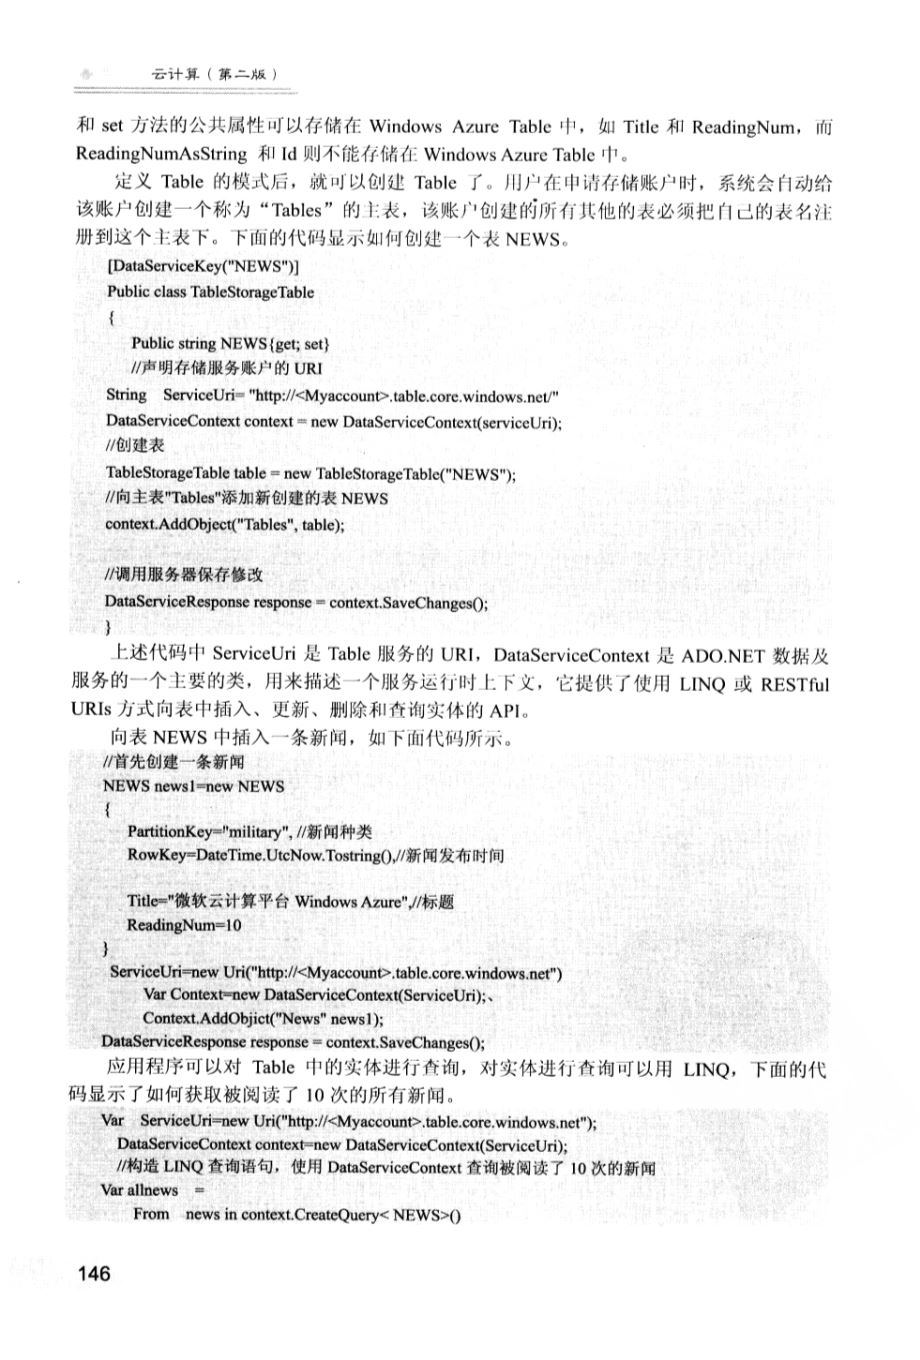 云计算（第二版）
和 set 方法的公共属性可以存储在 Windows Azure Table 中，如 Title 和 ReadingNum，而
ReadingNumAsString 和 Id 则不能存储在 Windows Azure Table 中。
定义 Table 的模式后，就可以创建 Table 了。用户在申请存储账户时，系统会自动给
该账户创建一个称为“Tables”的主表，该账户创建的所有其他的表必须把自己的表名注
册到这个主表下。下面的代码显示如何创建一个表 NEWS。
[DataServiceKey("NEWS")]
Public class TableStorageTable
{
Public string NEWS{get; set}
//声明存储服务账户的 URI
String ServiceUri= "http://<Myaccount>.table.core.windows.net/"
DataServiceContext context = new DataServiceContext(serviceUri);
//创建表
TableStorageTable table = new TableStorageTable("NEWS");
//向主表"Tables"添加新创建的表 NEWS
context.AddObject("Tables", table);
//调用服务器保存修改
DataServiceResponse response = context.SaveChanges();
}
上述代码中 ServiceUri 是 Table 服务的 URI，DataServiceContext 是 ADO.NET 数据及
服务的一个主要的类，用来描述一个服务运行时上下文，它提供了使用 LINQ 或 RESTful
URIs 方式向表中插入、更新、删除和查询实体的 API。
向表 NEWS 中插入一条新闻，如下面代码所示。
//首先创建一条新闻
NEWS news1=new NEWS
{
PartitionKey="military", //新闻种类
RowKey=DateTime.UtcNow.Tostring(),//新闻发布时间
Title="微软云计算平台 Windows Azure",//标题
ReadingNum=10
}
ServiceUri=new Uri("http://<Myaccount>.table.core.windows.net")
Var Context=new DataServiceContext(ServiceUri);、
Context.AddObjict("News" news1);
DataServiceResponse response = context.SaveChanges();
应用程序可以对 Table 中的实体进行查询，对实体进行查询可以用 LINQ，下面的代
码显示了如何获取被阅读了 10 次的所有新闻。
Var ServiceUri=new Uri("http://<Myaccount>.table.core.windows.net");
DataServiceContext context=new DataServiceContext(ServiceUri);
//构造 LINQ 查询语句，使用 DataServiceContext 查询被阅读了 10 次的新闻
Var allnews =
From news in context.CreateQuery< NEWS>()
146